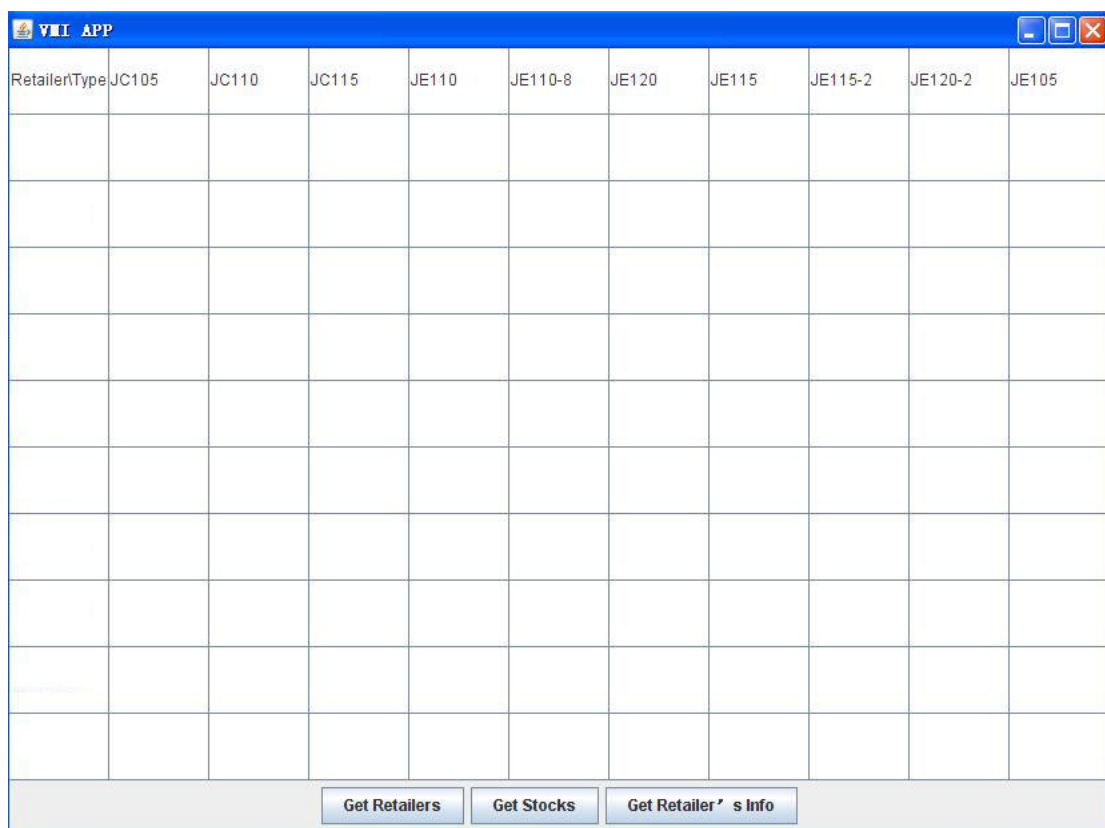 VMI APP
Retailer\Type JC105 JC110 JC115 JE110 JE110-8 JE120 JE115 JE115-2 JE120-2 JE105
Get Retailers Get Stocks Get Retailer’s Info